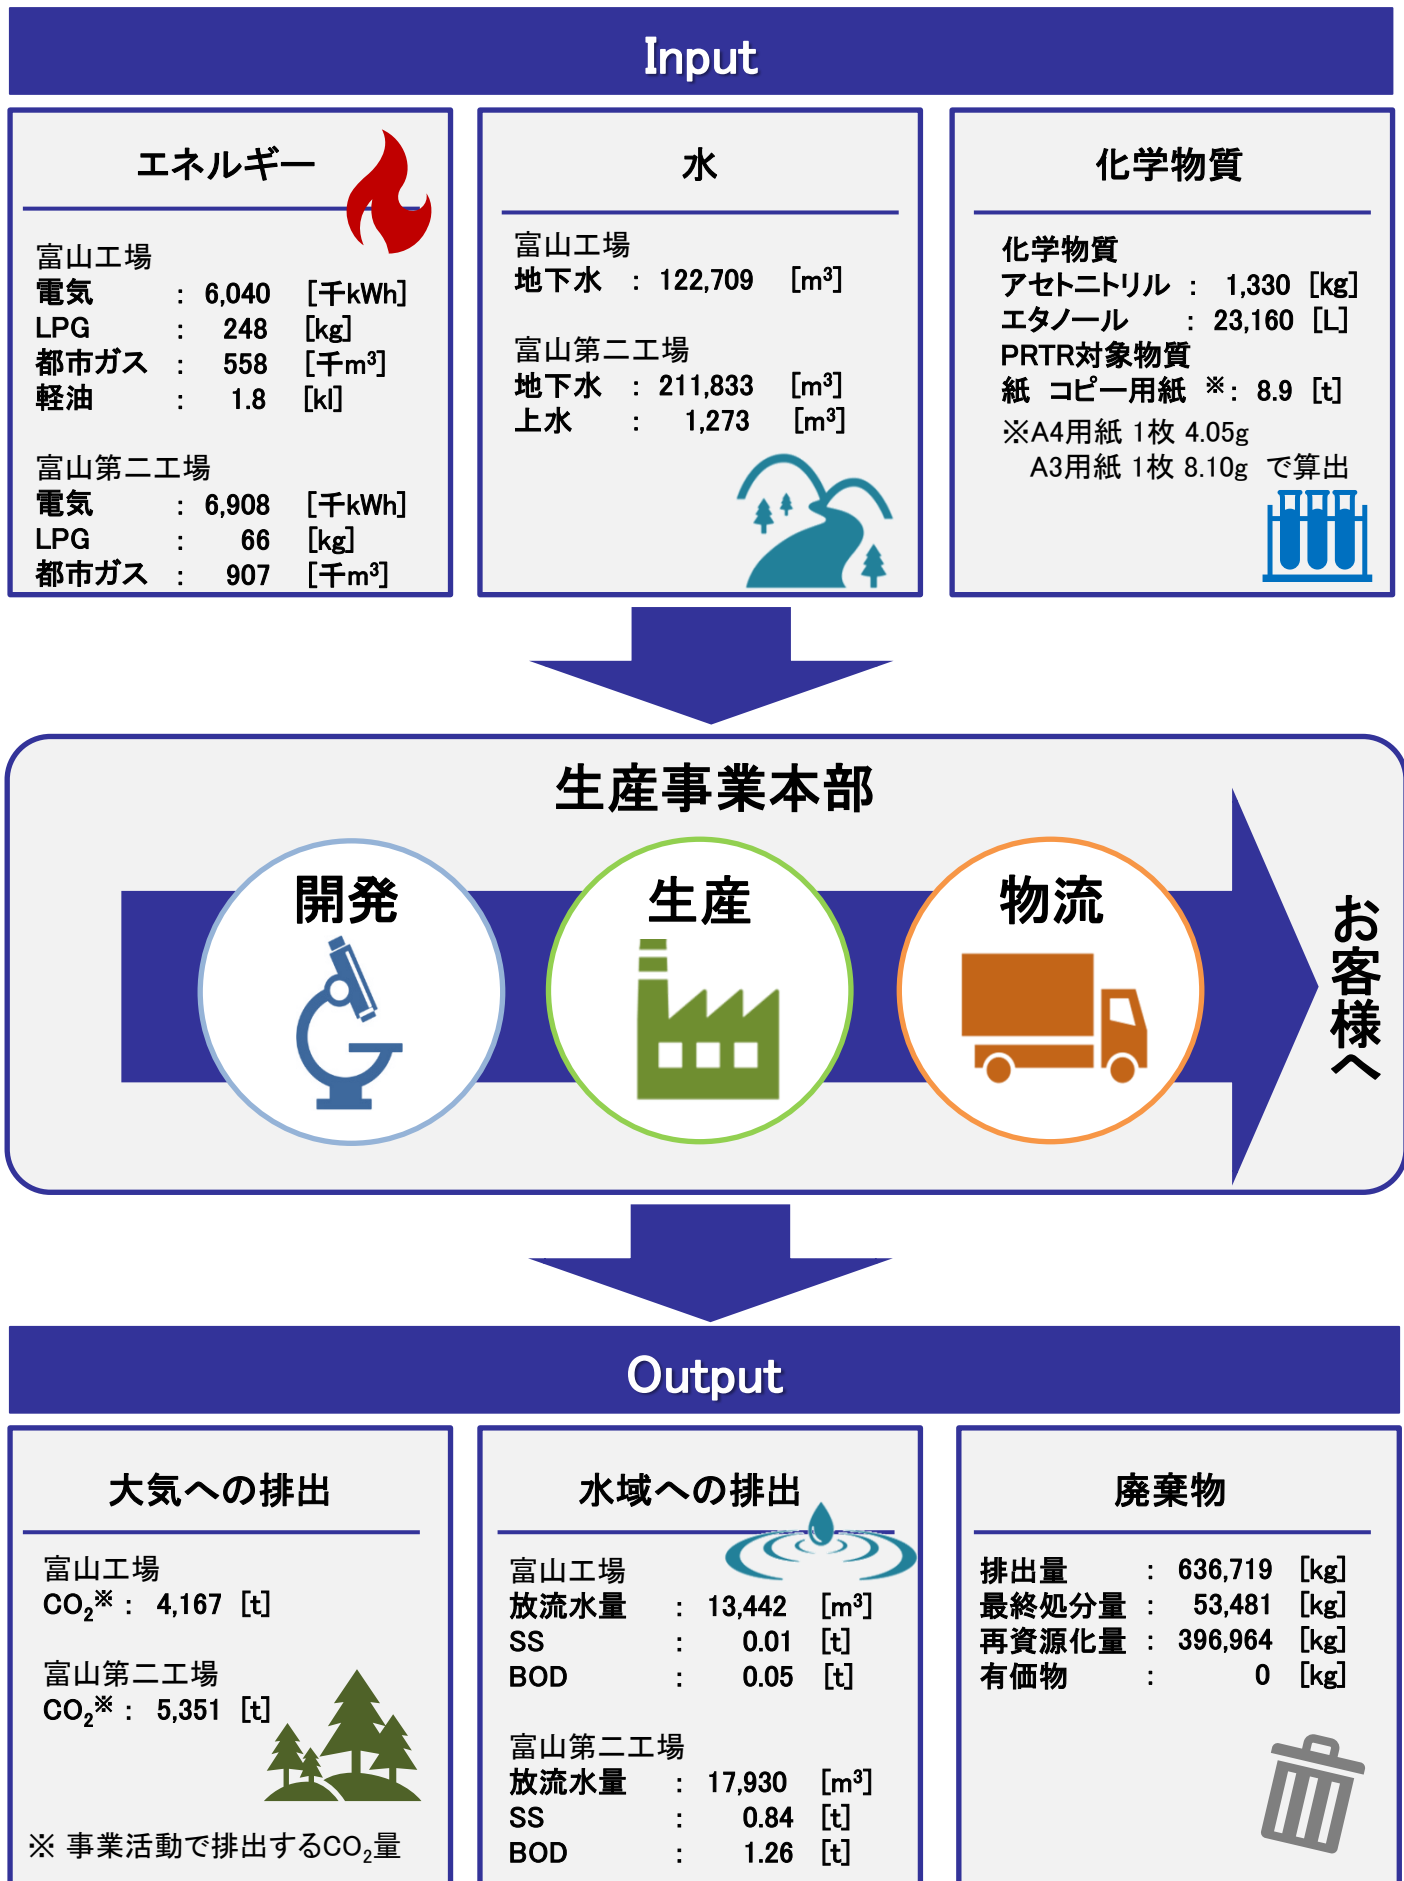 Input
エネルギー
富山工場
電気 : 6,040 [千kWh]
LPG : 248 [kg]
都市ガス : 558 [千m³]
軽油 : 1.8 [kl]
富山第二工場
電気 : 6,908 [千kWh]
LPG : 66 [kg]
都市ガス : 907 [千m³]
水
富山工場
地下水 : 122,709 [m³]
富山第二工場
地下水 : 211,833 [m³]
上水 : 1,273 [m³]
化学物質
化学物質
アセトニトリル : 1,330 [kg]
エタノール : 23,160 [L]
PRTR対象物質
紙 コピー用紙 ※: 8.9 [t]
※A4用紙 1枚 4.05g
A3用紙 1枚 8.10g で算出
生産事業本部
開発
生産
物流
お客様へ
Output
大気への排出
富山工場
CO₂※ : 4,167 [t]
富山第二工場
CO₂※ : 5,351 [t]
※ 事業活動で排出するCO₂量
水域への排出
富山工場
放流水量 : 13,442 [m³]
SS : 0.01 [t]
BOD : 0.05 [t]
富山第二工場
放流水量 : 17,930 [m³]
SS : 0.84 [t]
BOD : 1.26 [t]
廃棄物
排出量 : 636,719 [kg]
最終処分量 : 53,481 [kg]
再資源化量 : 396,964 [kg]
有価物 : 0 [kg]